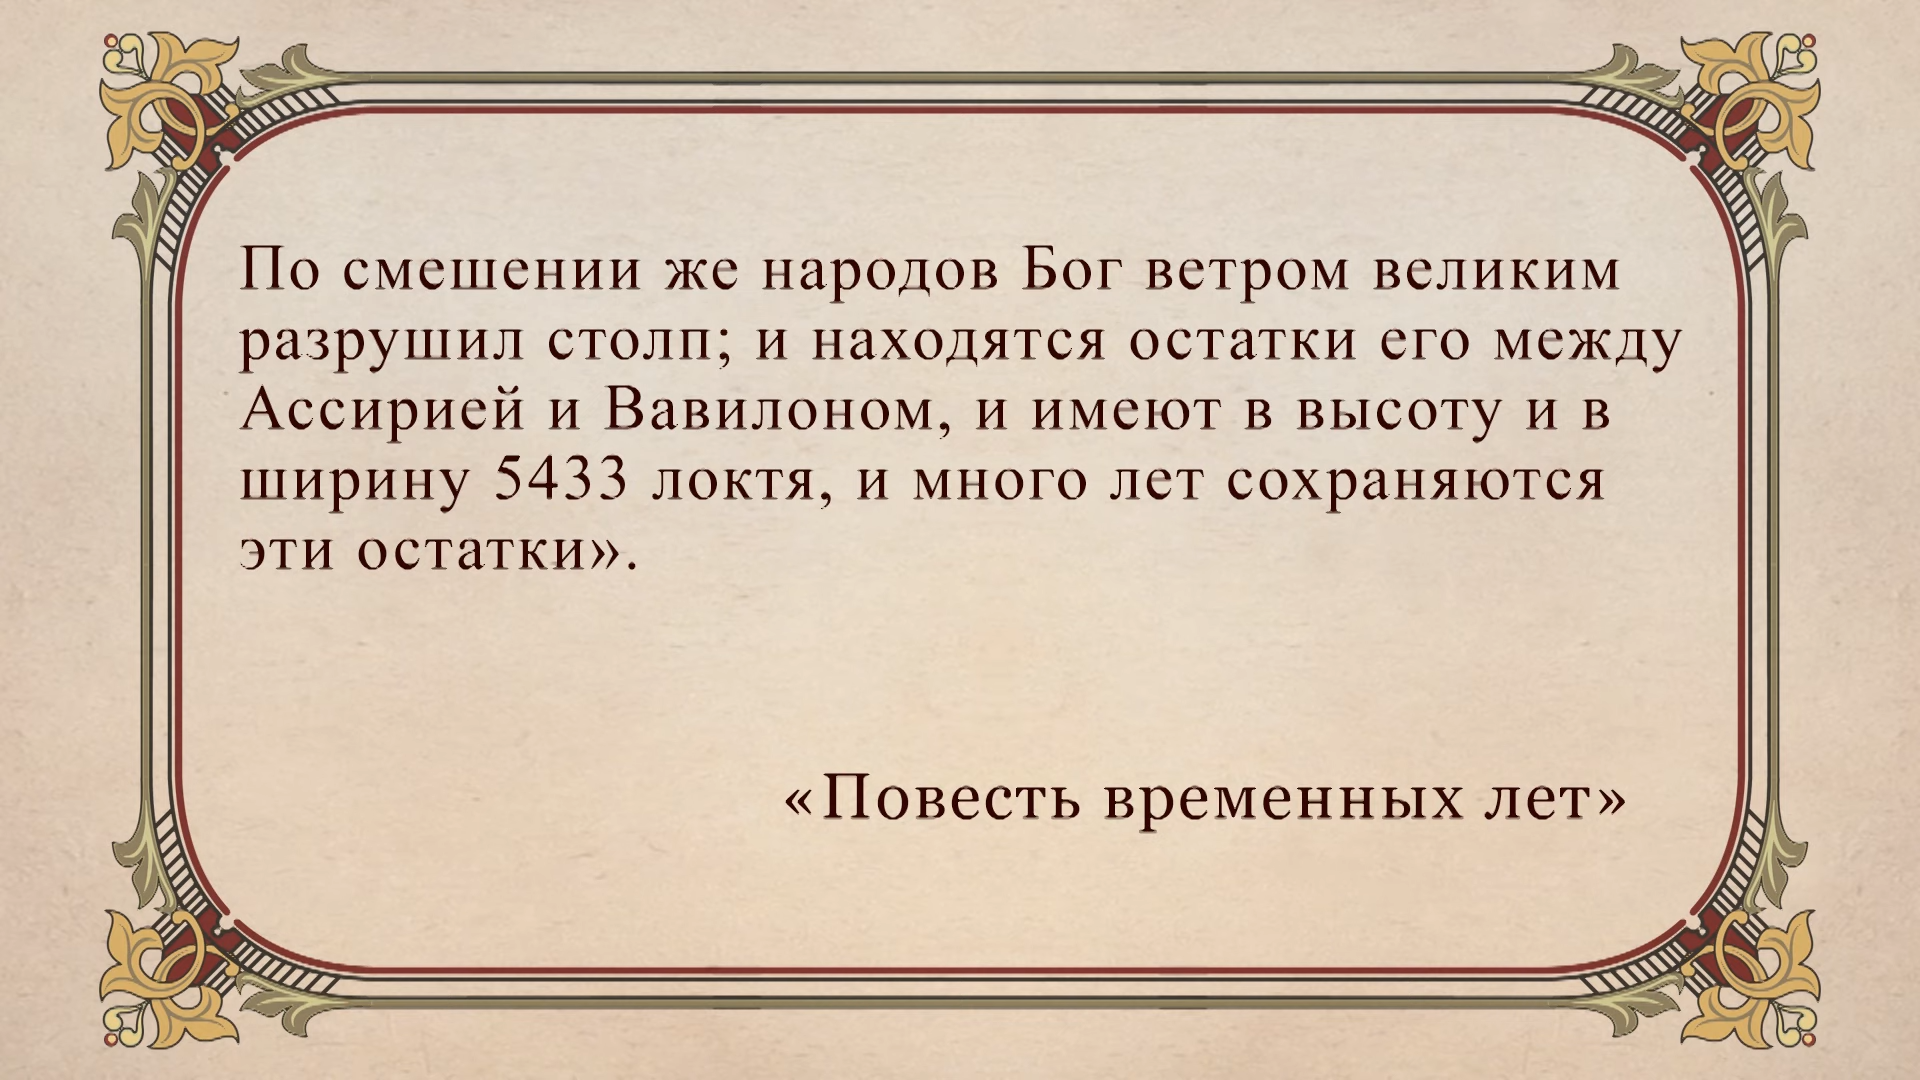 По смешении же народов Бог ветром великим
разрушил столп; и находятся остатки его между
Ассирией и Вавилоном, и имеют в высоту и в
ширину 5433 локтя, и много лет сохраняются
эти остатки».
«Повесть временных лет»